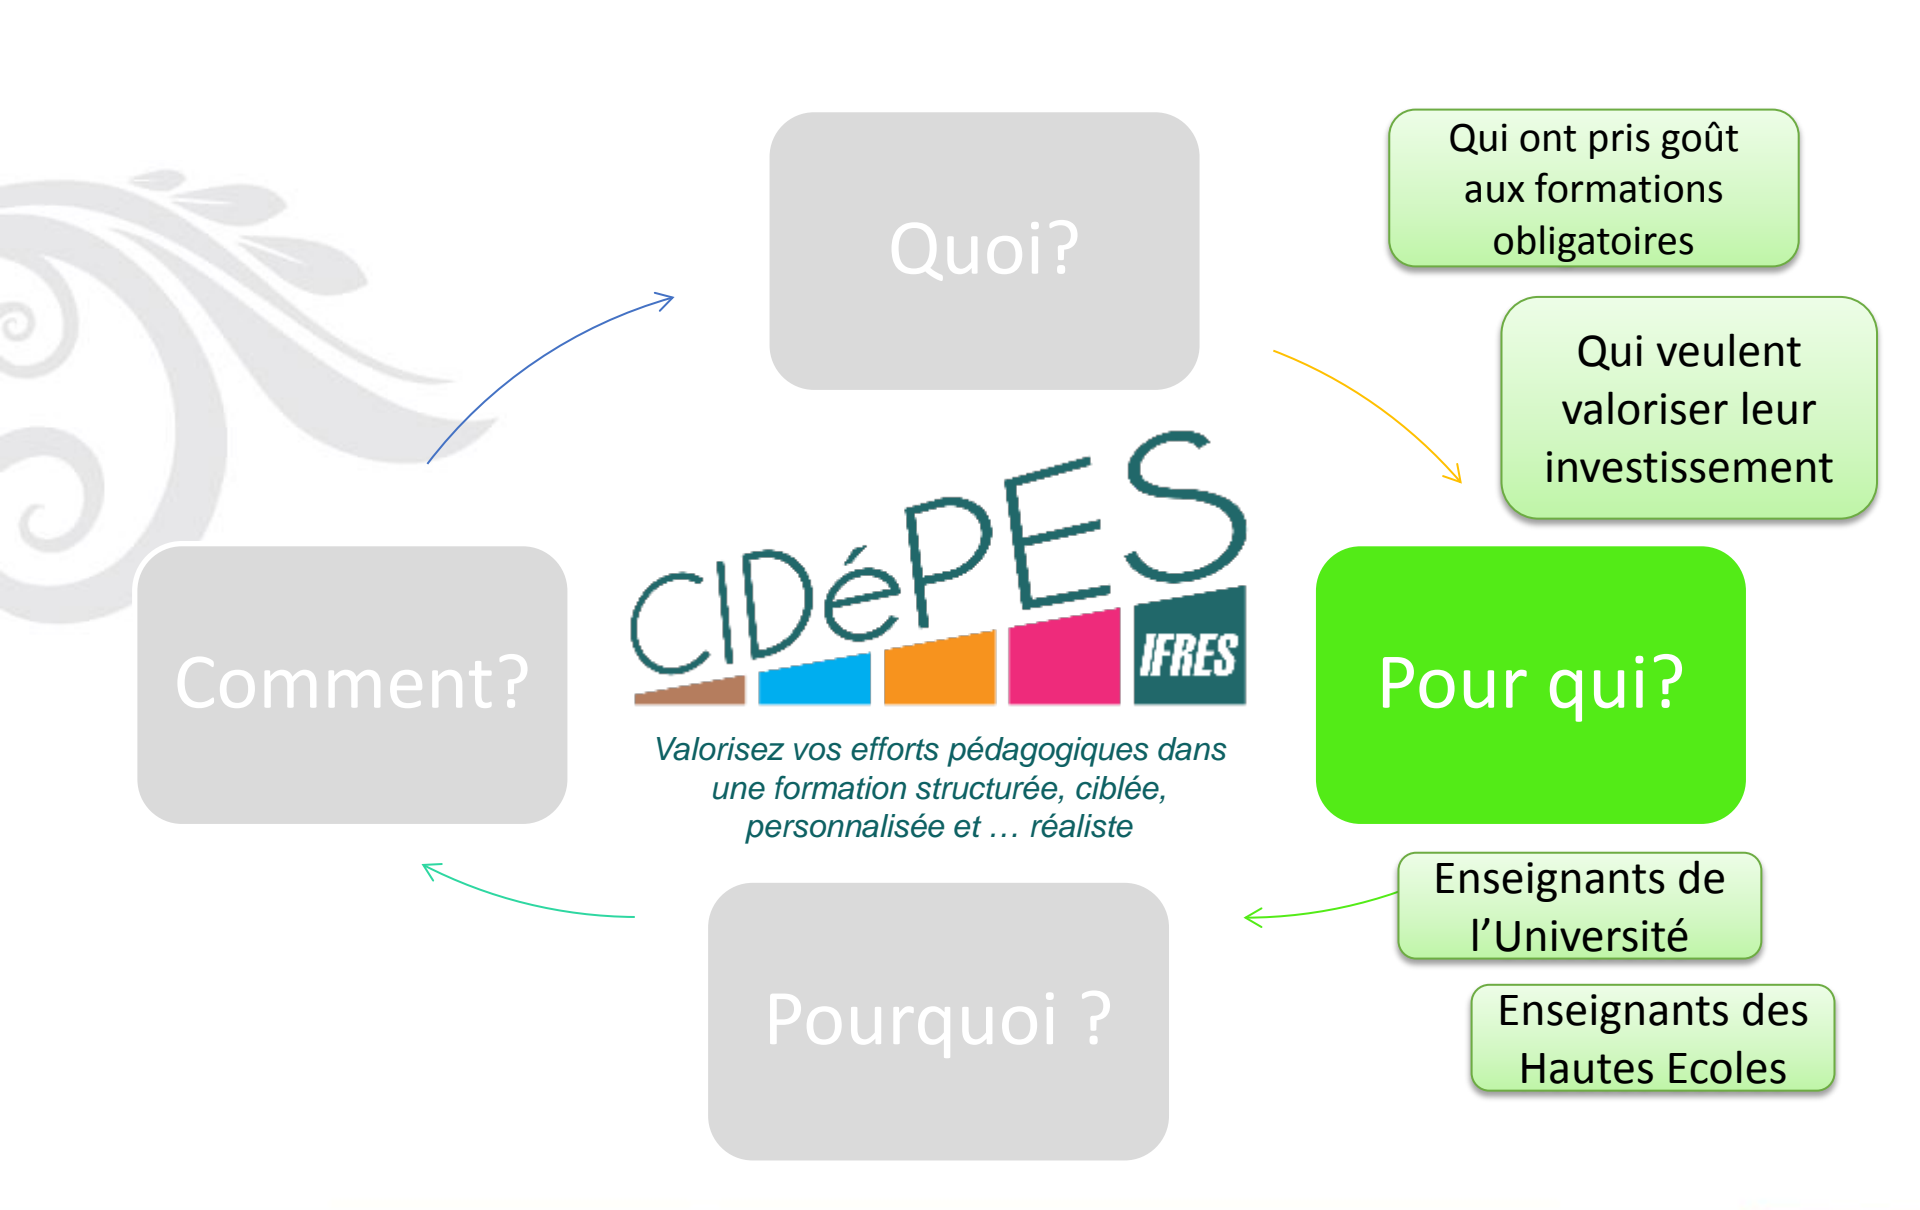 Quoi?
Qui ont pris goût
aux formations
obligatoires
Qui veulent
valoriser leur
investissement
CIDéPES
IFRES
Comment?
Pour qui?
Valorisez vos efforts pédagogiques dans
une formation structurée, ciblée,
personnalisée et … réaliste
Enseignants de
l’Université
Enseignants des
Hautes Ecoles
Pourquoi ?